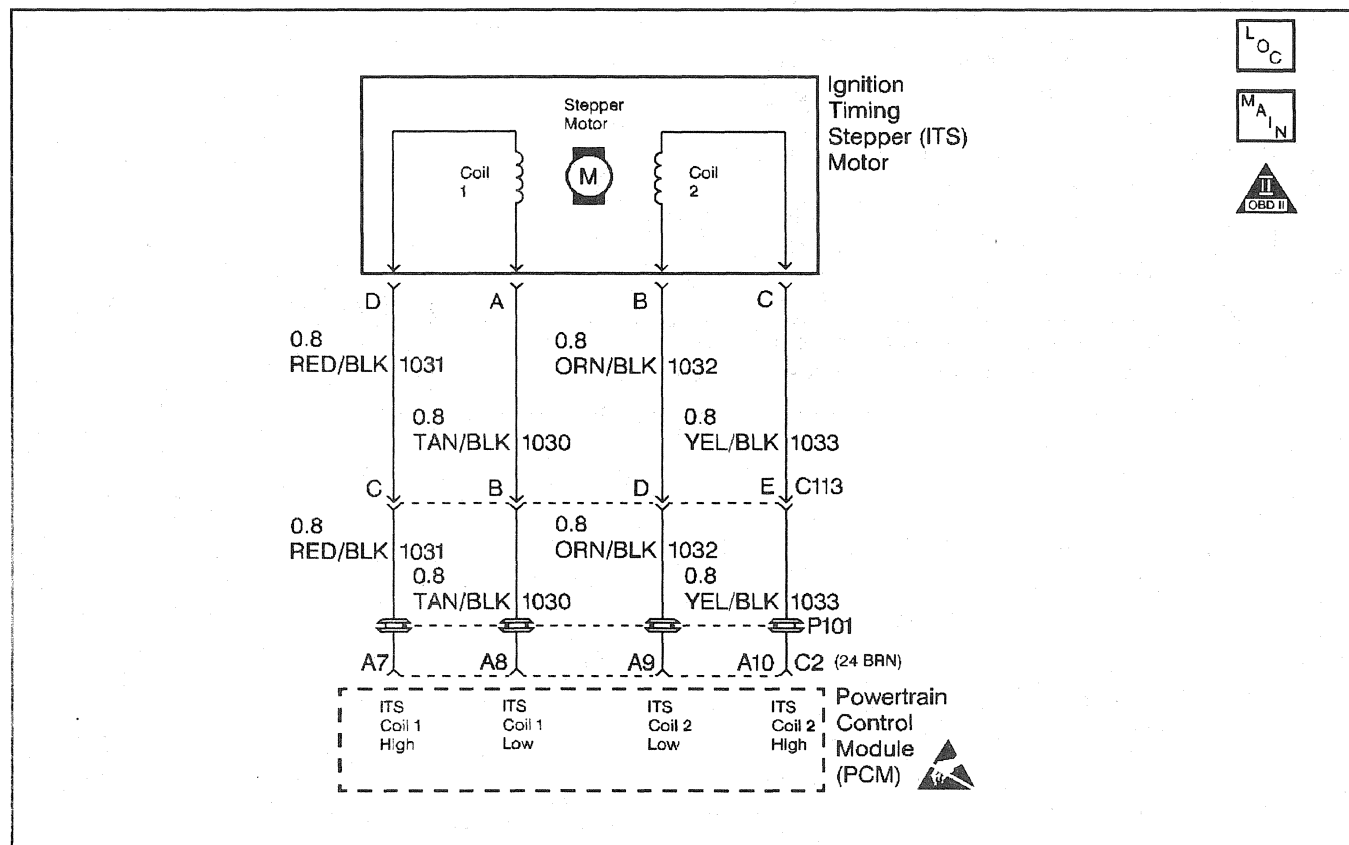 LOC
MAIN
II
OBD II
Ignition
Timing
Stepper (ITS)
Motor
Stepper
Motor
Coil
1
M
Coil
2
D A B C
0.8
RED/BLK 1031
0.8
ORN/BLK 1032
0.8
TAN/BLK 1030
0.8
YEL/BLK 1033
C B D E C113
0.8
RED/BLK 1031
0.8
ORN/BLK 1032
0.8
TAN/BLK 1030
0.8
YEL/BLK 1033
P101
A7 A8 A9 A10 C2 (24 BRN)
ITS
Coil 1
High
ITS
Coil 1
Low
ITS
Coil 2
Low
ITS
Coil 2
High
Powertrain
Control
Module
(PCM)